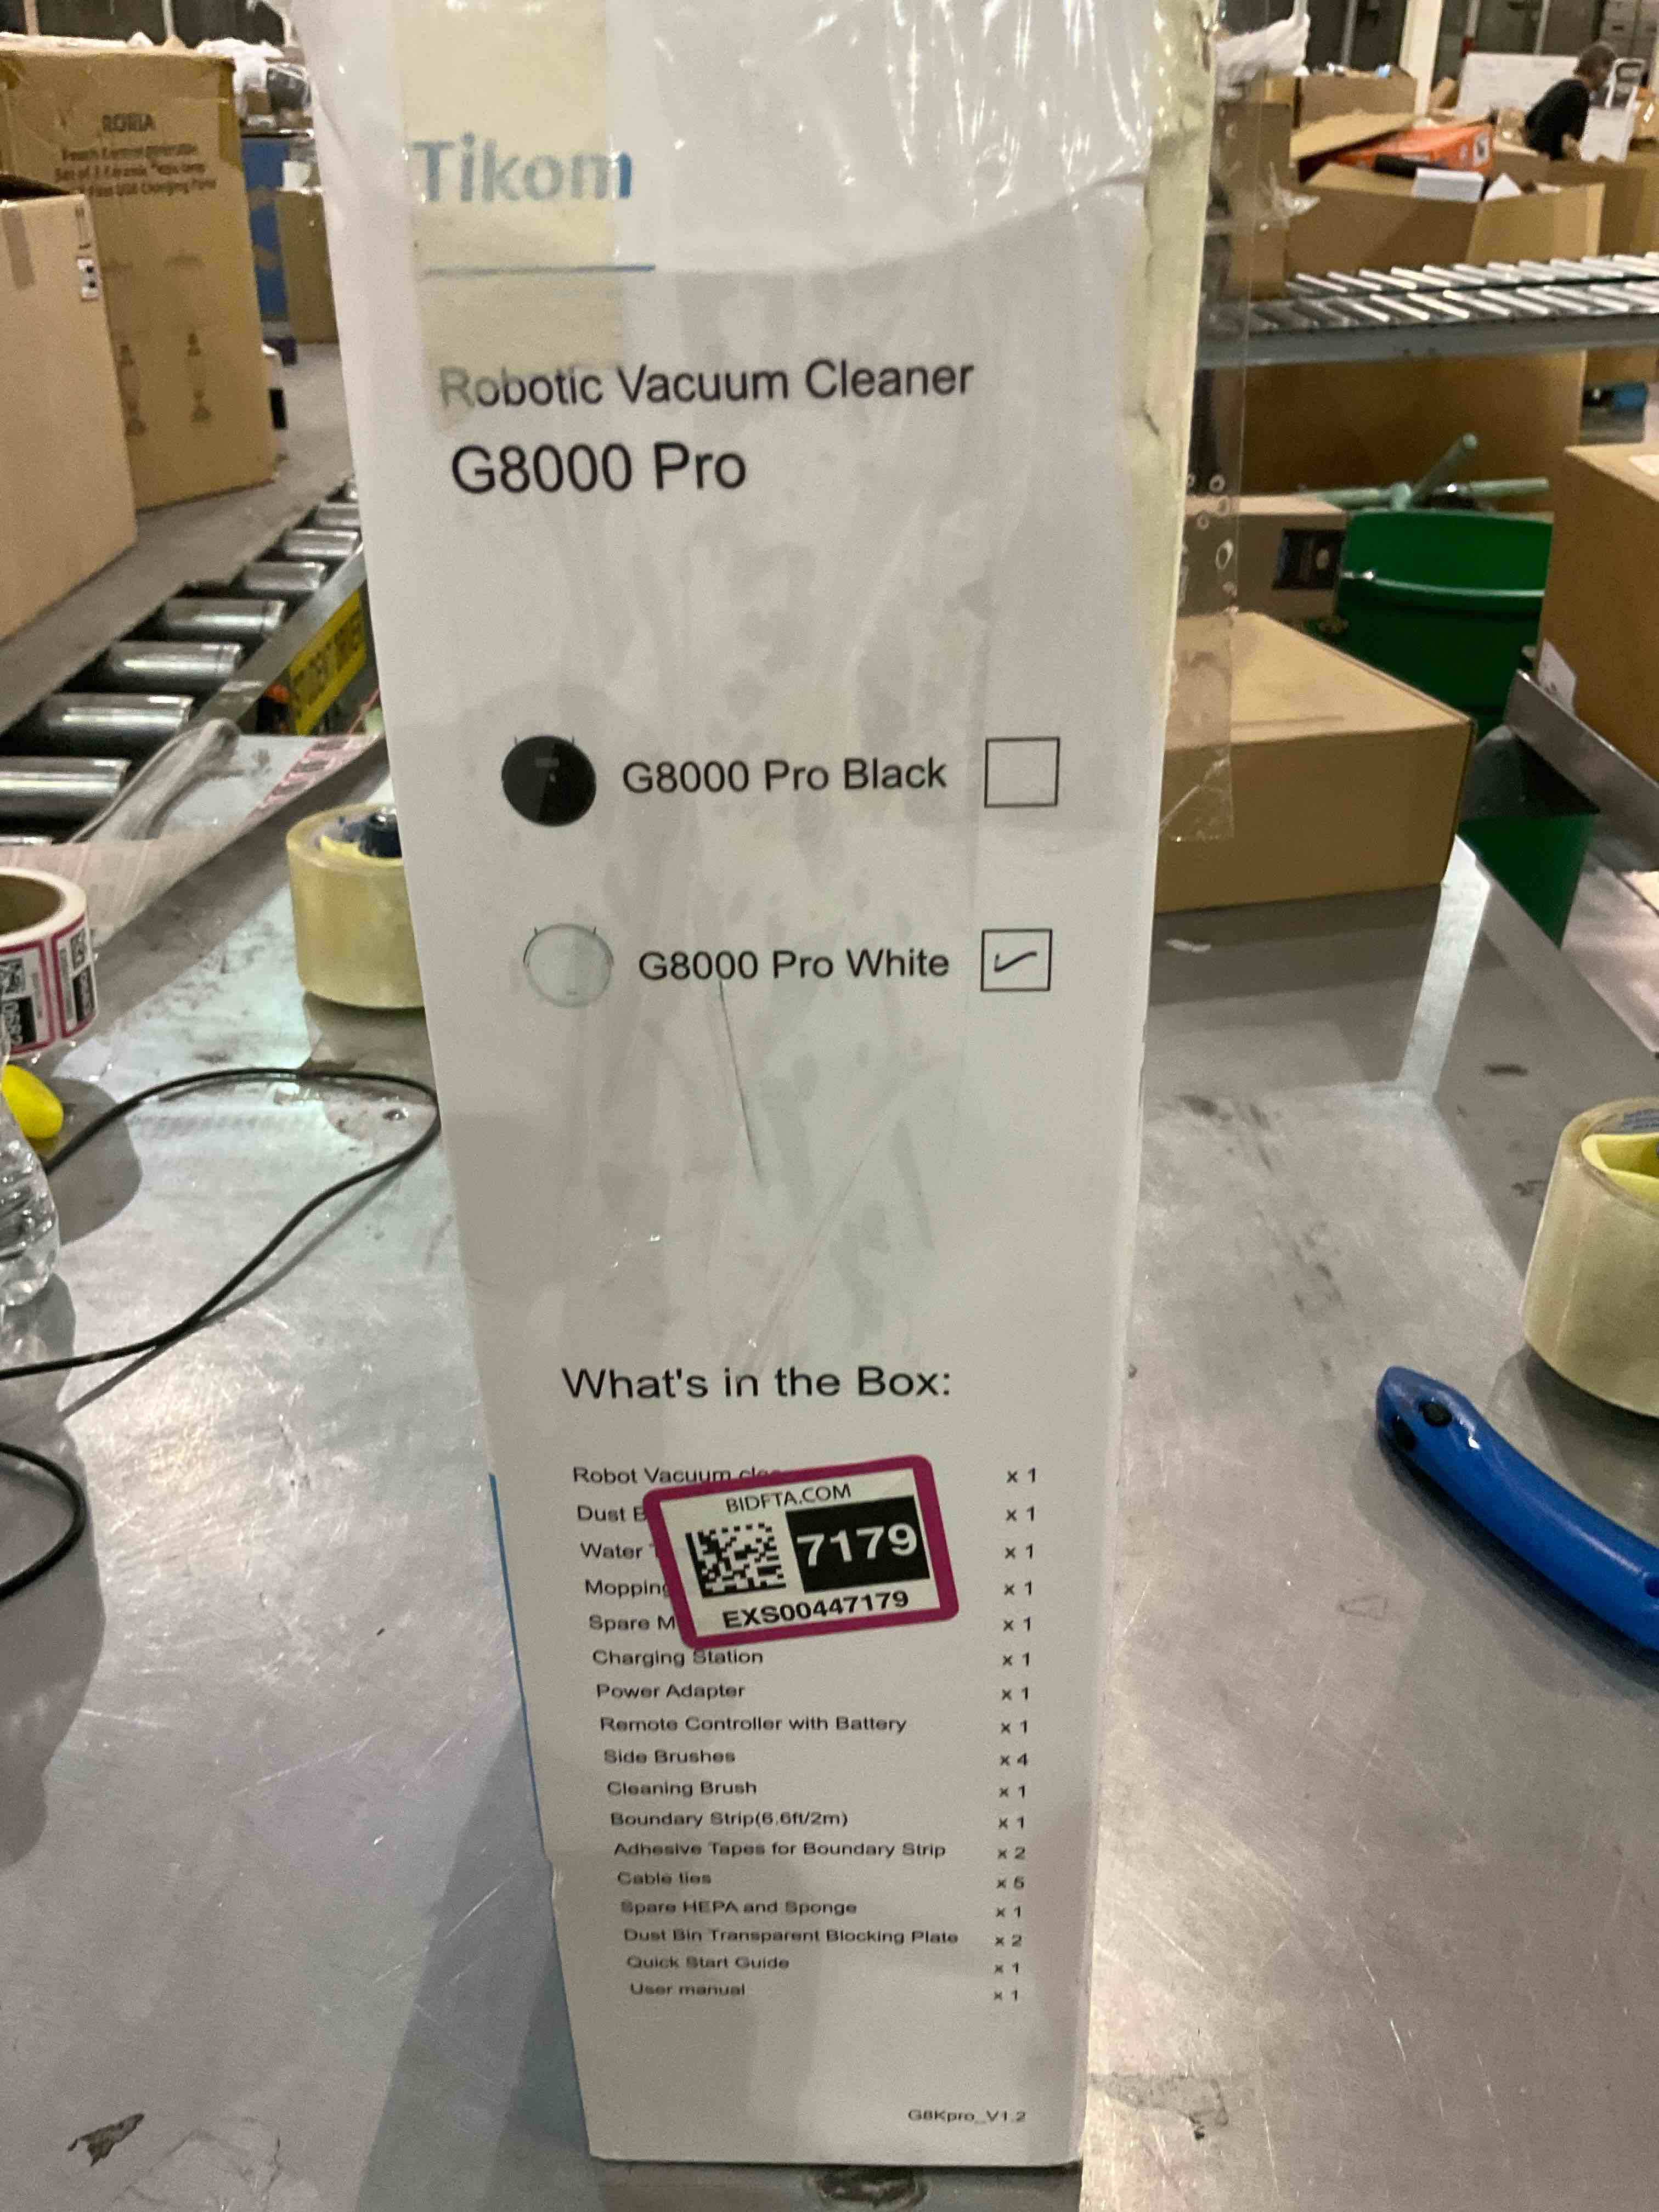 Tikom
Robotic Vacuum Cleaner
G8000 Pro
G8000 Pro Black
G8000 Pro White
What's in the Box:
Robot Vacuum x 1
Dust x 1
Water x 1
Mopping x 1
Spare x 1
Charging Station x 1
Power Adapter x 1
Remote Controller with Battery x 1
Side Brushes x 4
Cleaning Brush x 1
Boundary Strip(6.6ft/2m) x 1
Adhesive Tapes for Boundary Strip x 2
Cable ties x 5
Spare HEPA and Sponge x 1
Dust Bin Transparent Blocking Plate x 2
Quick Start Guide x 1
User manual x 1
G8Kpro_V1.2
BIDFTA.COM
7179
EXS00447179